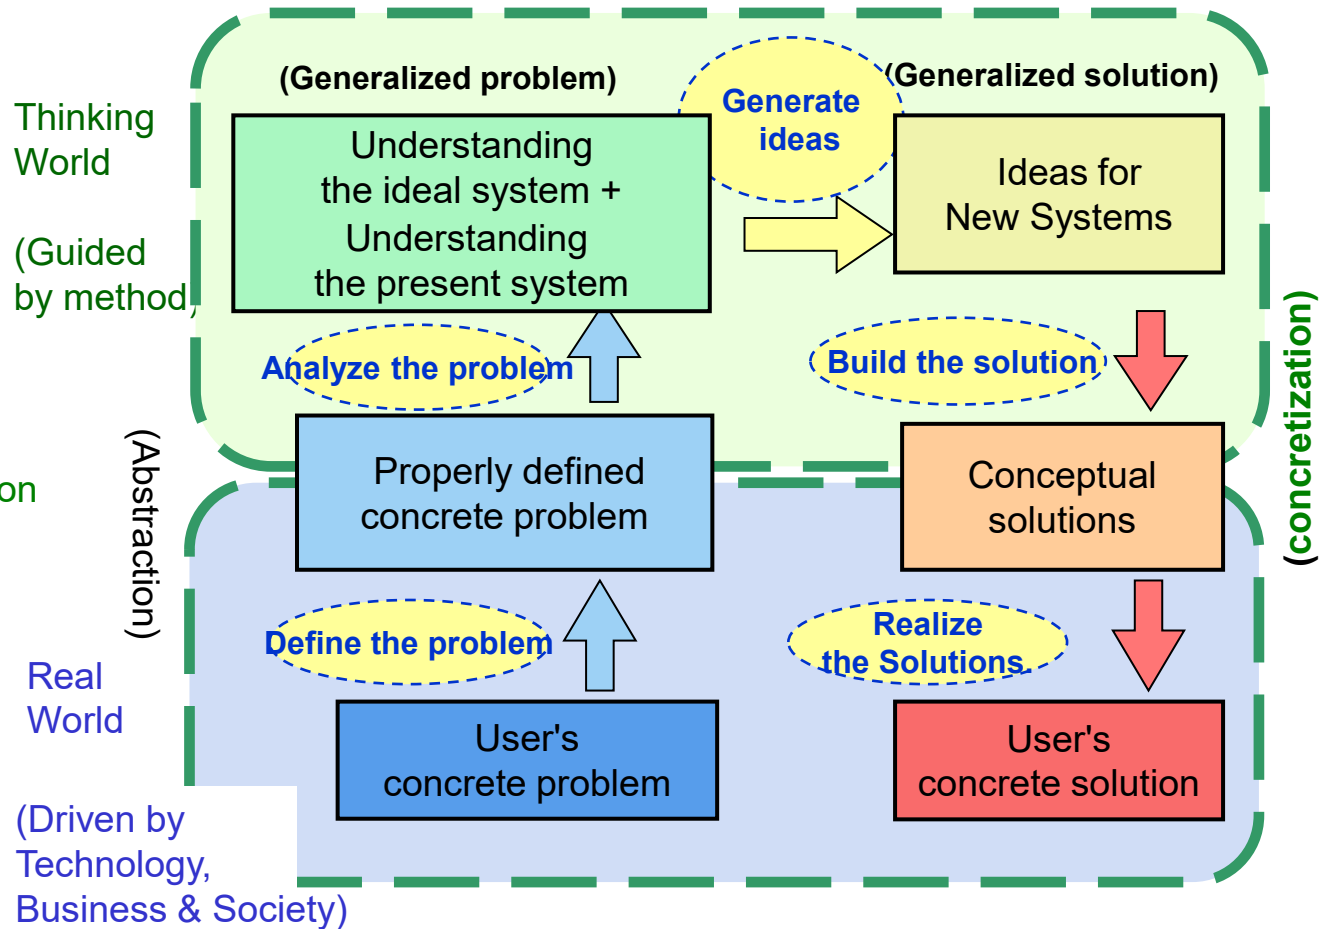 (Generalized problem)
(Generalized solution)
Generate
ideas
Thinking
World
(Guided
by method)
Understanding
the ideal system +
Understanding
the present system
Ideas for
New Systems
Analyze the problem
Build the solution
(Abstraction)
(concretization)
on
Properly defined
concrete problem
Conceptual
solutions
Define the problem
Realize
the Solutions.
Real
World
User's
concrete problem
User's
concrete solution
(Driven by
Technology,
Business & Society)